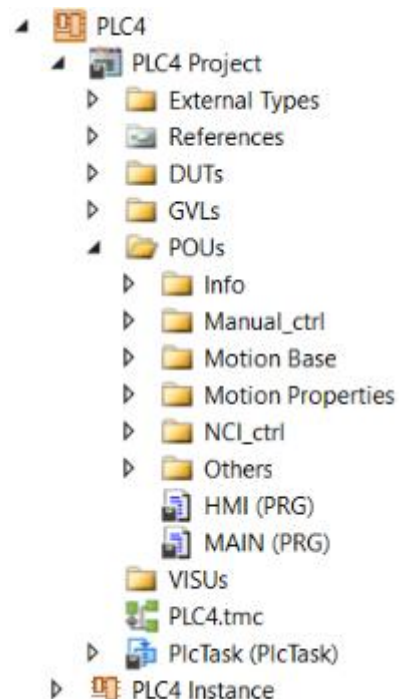 PLC4
PLC4 Project
External Types
References
DUTs
GVLs
POUs
Info
Manual_ctrl
Motion Base
Motion Properties
NCI_ctrl
Others
HMI (PRG)
MAIN (PRG)
VISUs
PLC4.tmc
PlcTask (PlcTask)
PLC4 Instance